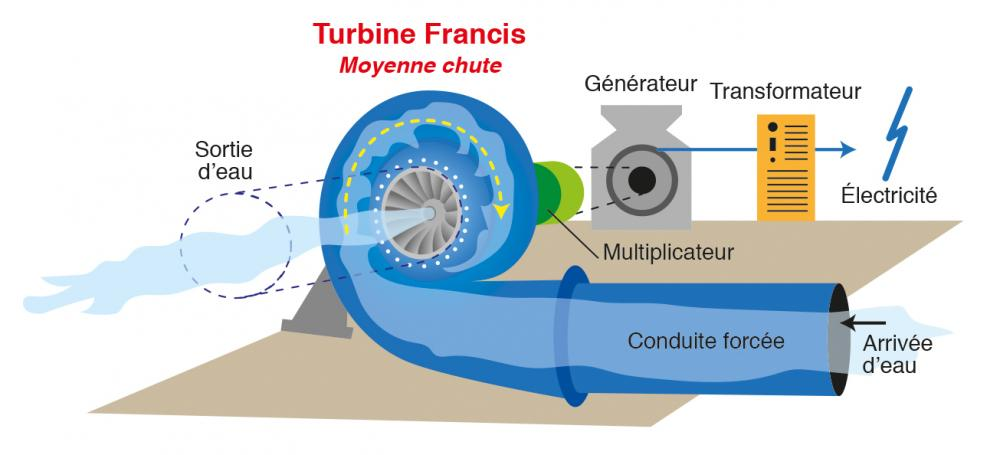 Turbine Francis
Moyenne chute
Générateur
Transformateur
Sortie
d’eau
Électricité
Multiplicateur
Conduite forcée
Arrivée
d’eau